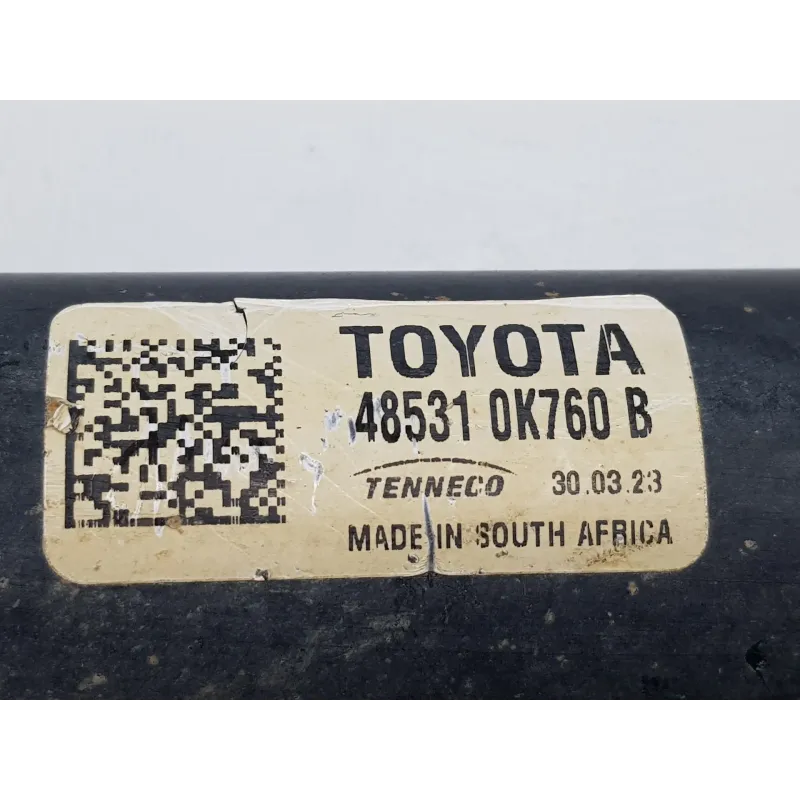 TOYOTA
48531 0K760 B
TENNECO 30.03.23
MADE IN SOUTH AFRICA